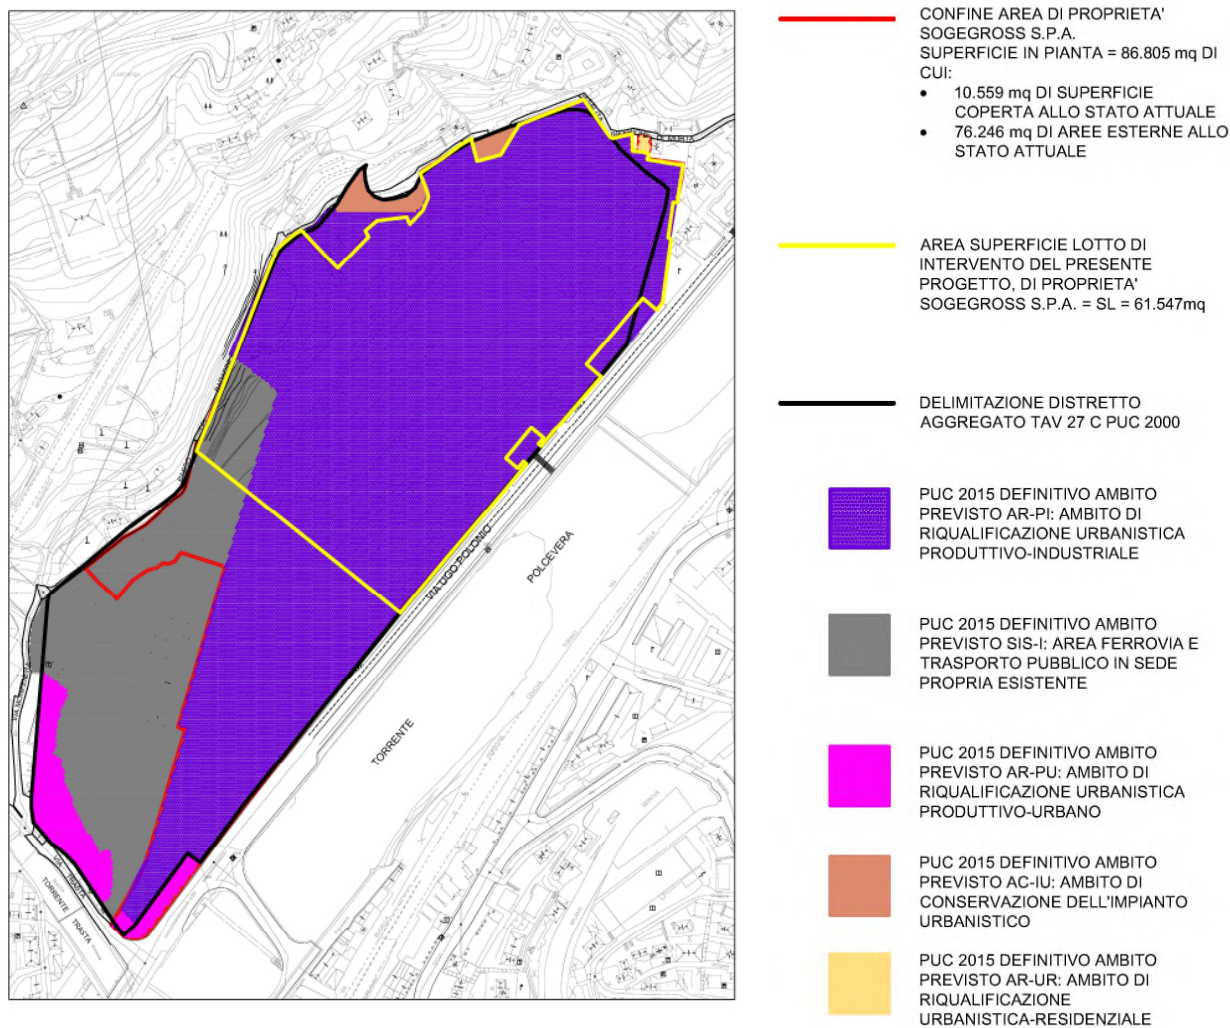 CONFINE AREA DI PROPRIETA'
SOGEGROSS S.P.A.
SUPERFICIE IN PIANTA = 86.805 mq DI
CUI:
• 10.559 mq DI SUPERFICIE
COPERTA ALLO STATO ATTUALE
• 76.246 mq DI AREE ESTERNE ALLO
STATO ATTUALE
AREA SUPERFICIE LOTTO DI
INTERVENTO DEL PRESENTE
PROGETTO, DI PROPRIETA'
SOGEGROSS S.P.A. = SL = 61.547mq
DELIMITAZIONE DISTRETTO
AGGREGATO TAV 27 C PUC 2000
PUC 2015 DEFINITIVO AMBITO
PREVISTO AR-PI: AMBITO DI
RIQUALIFICAZIONE URBANISTICA
PRODUTTIVO-INDUSTRIALE
PUC 2015 DEFINITIVO AMBITO
PREVISTO SIS-I: AREA FERROVIA E
TRASPORTO PUBBLICO IN SEDE
PROPRIA ESISTENTE
PUC 2015 DEFINITIVO AMBITO
PREVISTO AR-PU: AMBITO DI
RIQUALIFICAZIONE URBANISTICA
PRODUTTIVO-URBANO
PUC 2015 DEFINITIVO AMBITO
PREVISTO AC-IU: AMBITO DI
CONSERVAZIONE DELL'IMPIANTO
URBANISTICO
PUC 2015 DEFINITIVO AMBITO
PREVISTO AR-UR: AMBITO DI
RIQUALIFICAZIONE
URBANISTICA-RESIDENZIALE
VIA UGO POLONIO
POLCEVERA
TORRENTE
VIA TRASTA
TORRENTE TRASTA